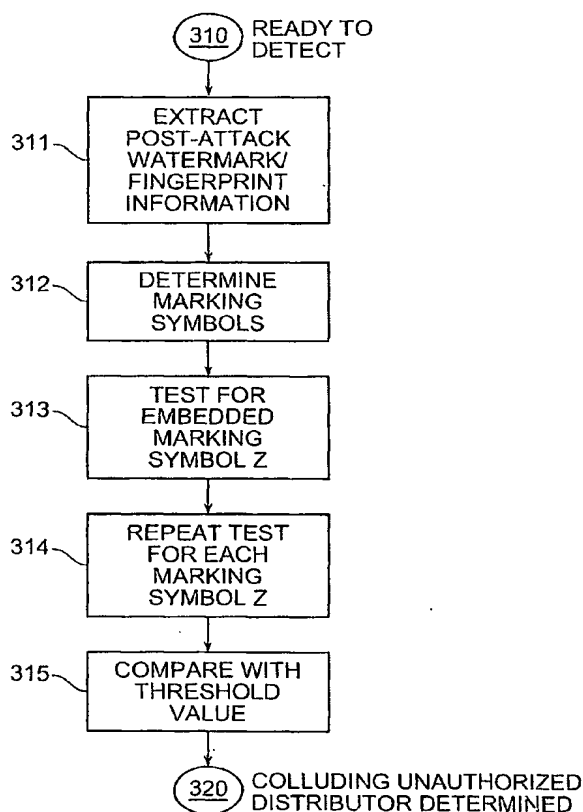 310 READY TO
DETECT
311
EXTRACT
POST-ATTACK
WATERMARK/
FINGERPRINT
INFORMATION
312
DETERMINE
MARKING
SYMBOLS
313
TEST FOR
EMBEDDED
MARKING
SYMBOL Z
314
REPEAT TEST
FOR EACH
MARKING
SYMBOL Z
315
COMPARE WITH
THRESHOLD
VALUE
320 COLLUDING UNAUTHORIZED
DISTRIBUTOR DETERMINED